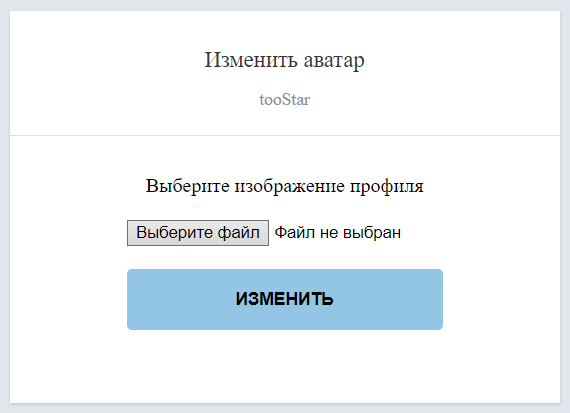 Изменить аватар
tooStar
Выберите изображение профиля
Выберите файл Файл не выбран
ИЗМЕНИТЬ